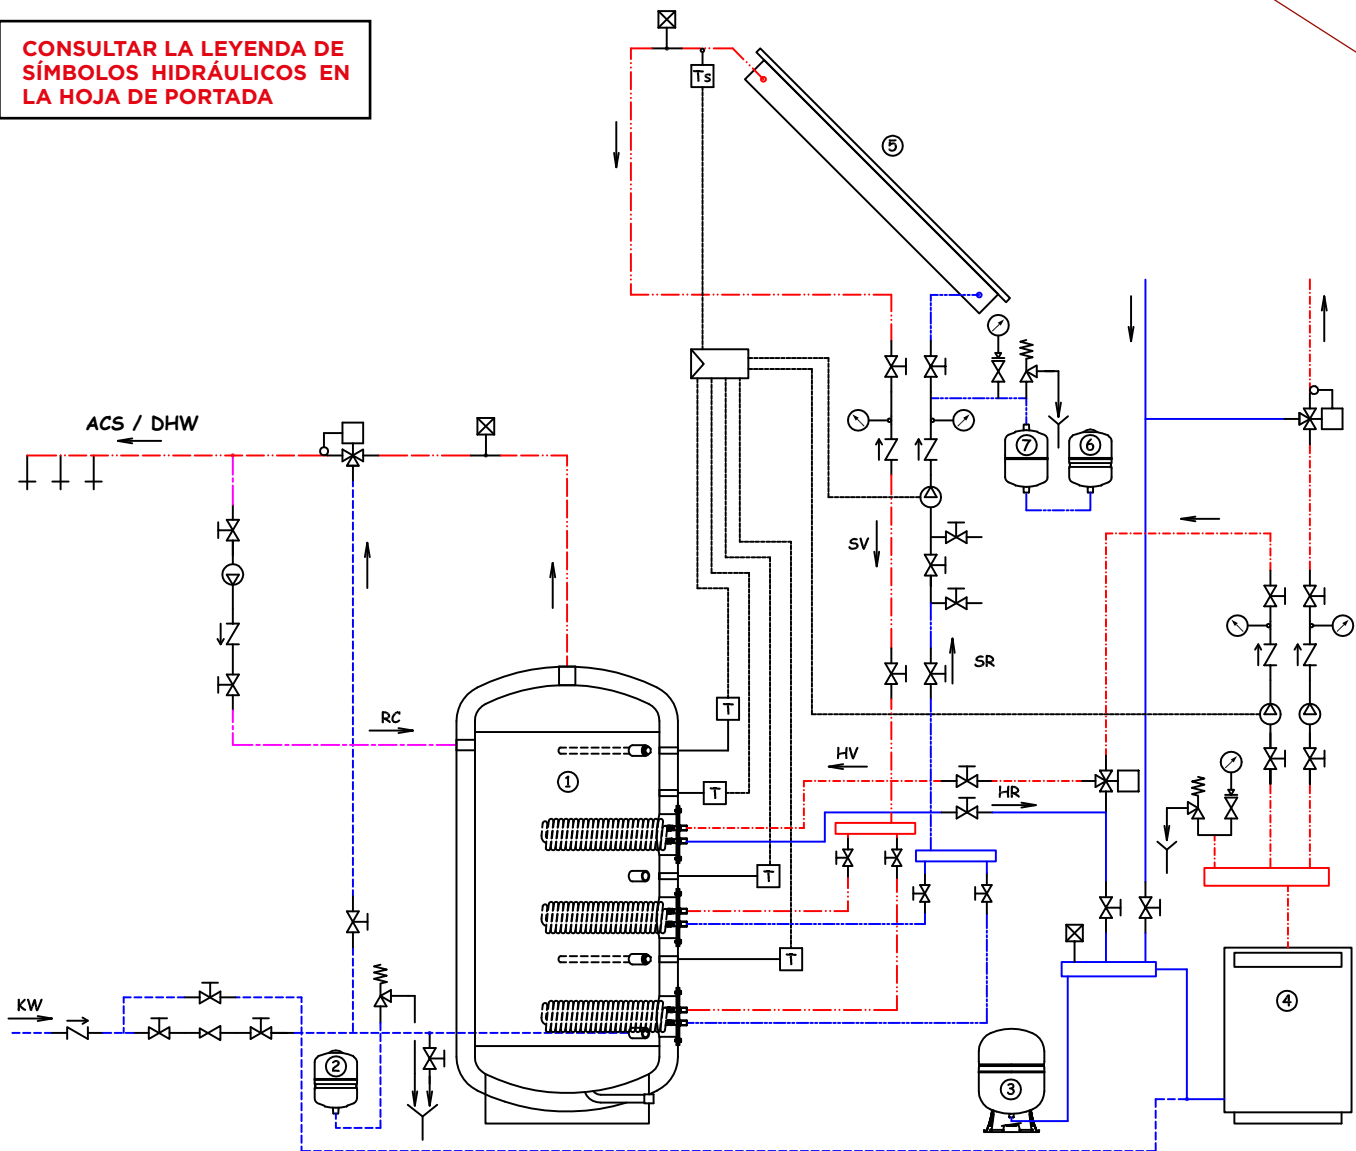 CONSULTAR LA LEYENDA DE
SÍMBOLOS HIDRÁULICOS EN
LA HOJA DE PORTADA
Ts
5
ACS / DHW
7
6
SV
SR
RC
T
HV
1
T
HR
T
T
KW
4
2
3